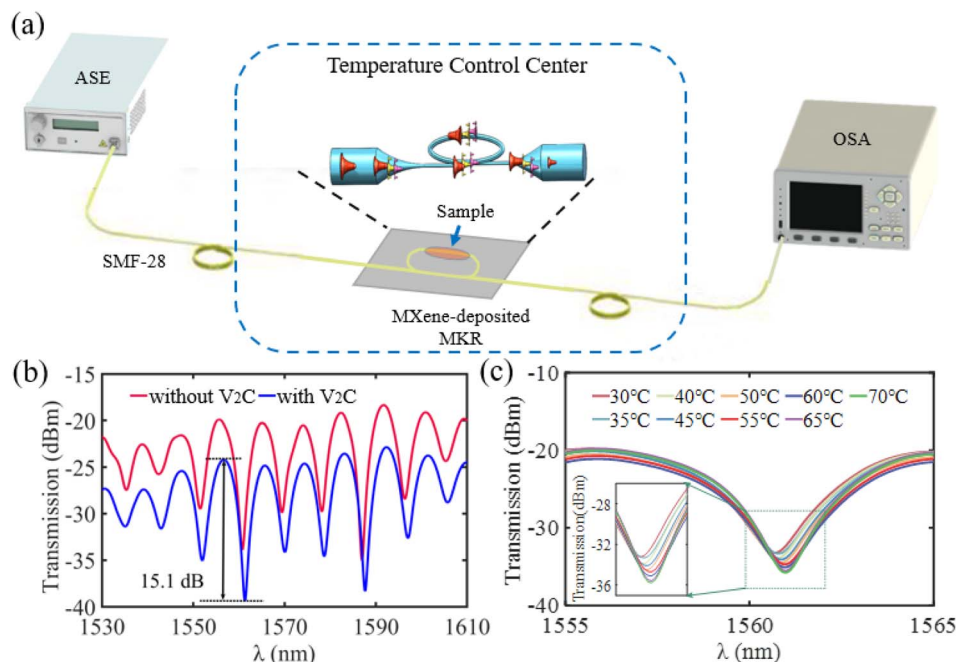 (a)
ASE
Temperature Control Center
OSA
Sample
SMF-28
MXene-deposited
MKR
(b)
-15
-20
-25
-30
-35
-40
Transmission (dBm)
without V2C
with V2C
15.1 dB
1530
1550
1570
1590
1610
λ (nm)
(c)
-10
-20
-30
-40
Transmission (dBm)
30°C
40°C
50°C
60°C
70°C
35°C
45°C
55°C
65°C
-28
-32
-36
Transmission(dBm)
1555
1560
1565
λ (nm)